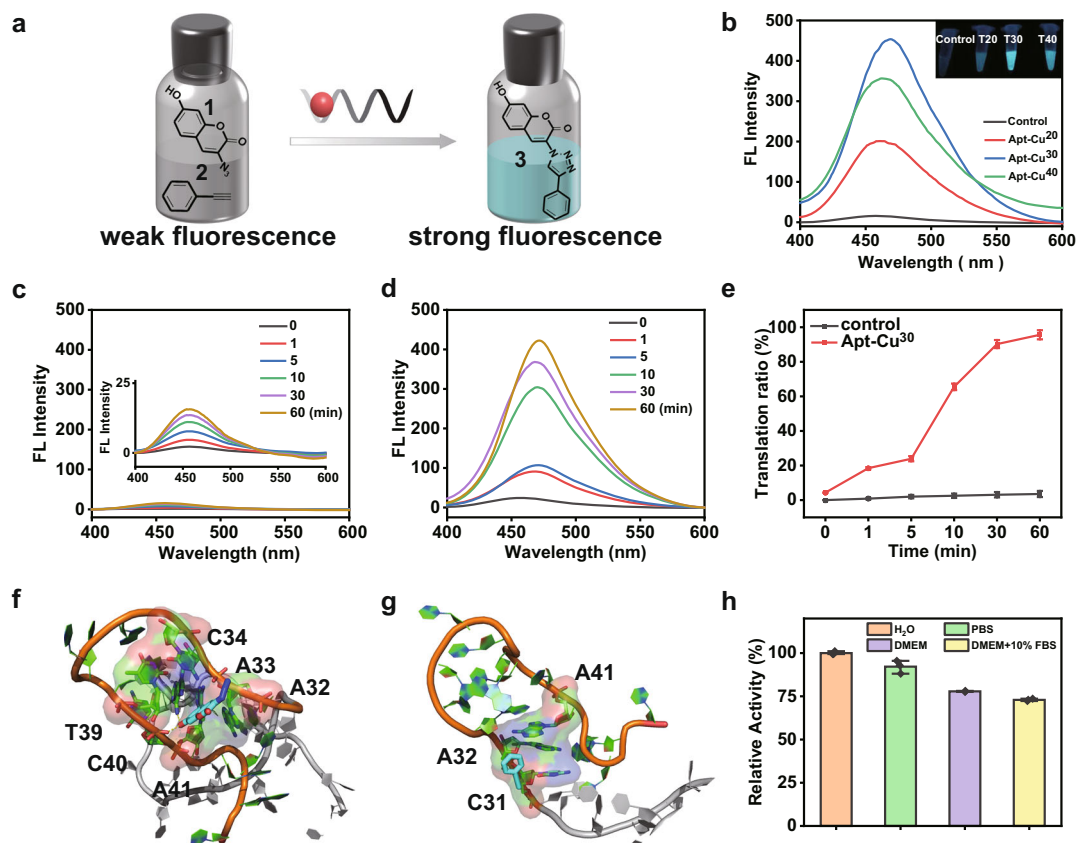 a
HO
1
O
O
2
N3
weak fluorescence
HO
O
O
3
N
N
N
strong fluorescence
b
FL Intensity
500
400
300
200
100
0
Control T20 T30 T40
Control
Apt-Cu20
Apt-Cu30
Apt-Cu40
400 450 500 550 600
Wavelength ( nm )
c
FL Intensity
500
400
300
200
100
0
0
1
5
10
30
60 (min)
FL Intensity
25
0
400 450 500 550 600
400 450 500 550 600
Wavelength (nm)
d
FL Intensity
500
400
300
200
100
0
0
1
5
10
30
60 (min)
400 450 500 550 600
Wavelength (nm)
e
Translation ratio (%)
100
80
60
40
20
0
control
Apt-Cu30
0 1 5 10 30 60
Time (min)
f
C34
A33
A32
T39
C40
A41
g
A41
A32
C31
h
Relative Activity (%)
100
75
50
25
0
H2O PBS
DMEM DMEM+10% FBS